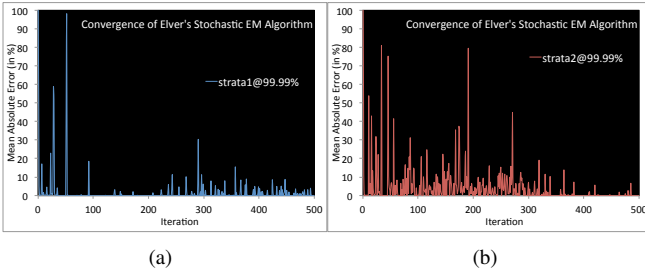 Convergence of Elver's Stochastic EM Algorithm
strata1@99.99%
Mean Absolute Error (in %)
100
90
80
70
60
50
40
30
20
10
0
0 100 200 300 400 500
Iteration
(a)
Convergence of Elver's Stochastic EM Algorithm
strata2@99.99%
Mean Absolute Error (in %)
100
90
80
70
60
50
40
30
20
10
0
0 100 200 300 400 500
Iteration
(b)